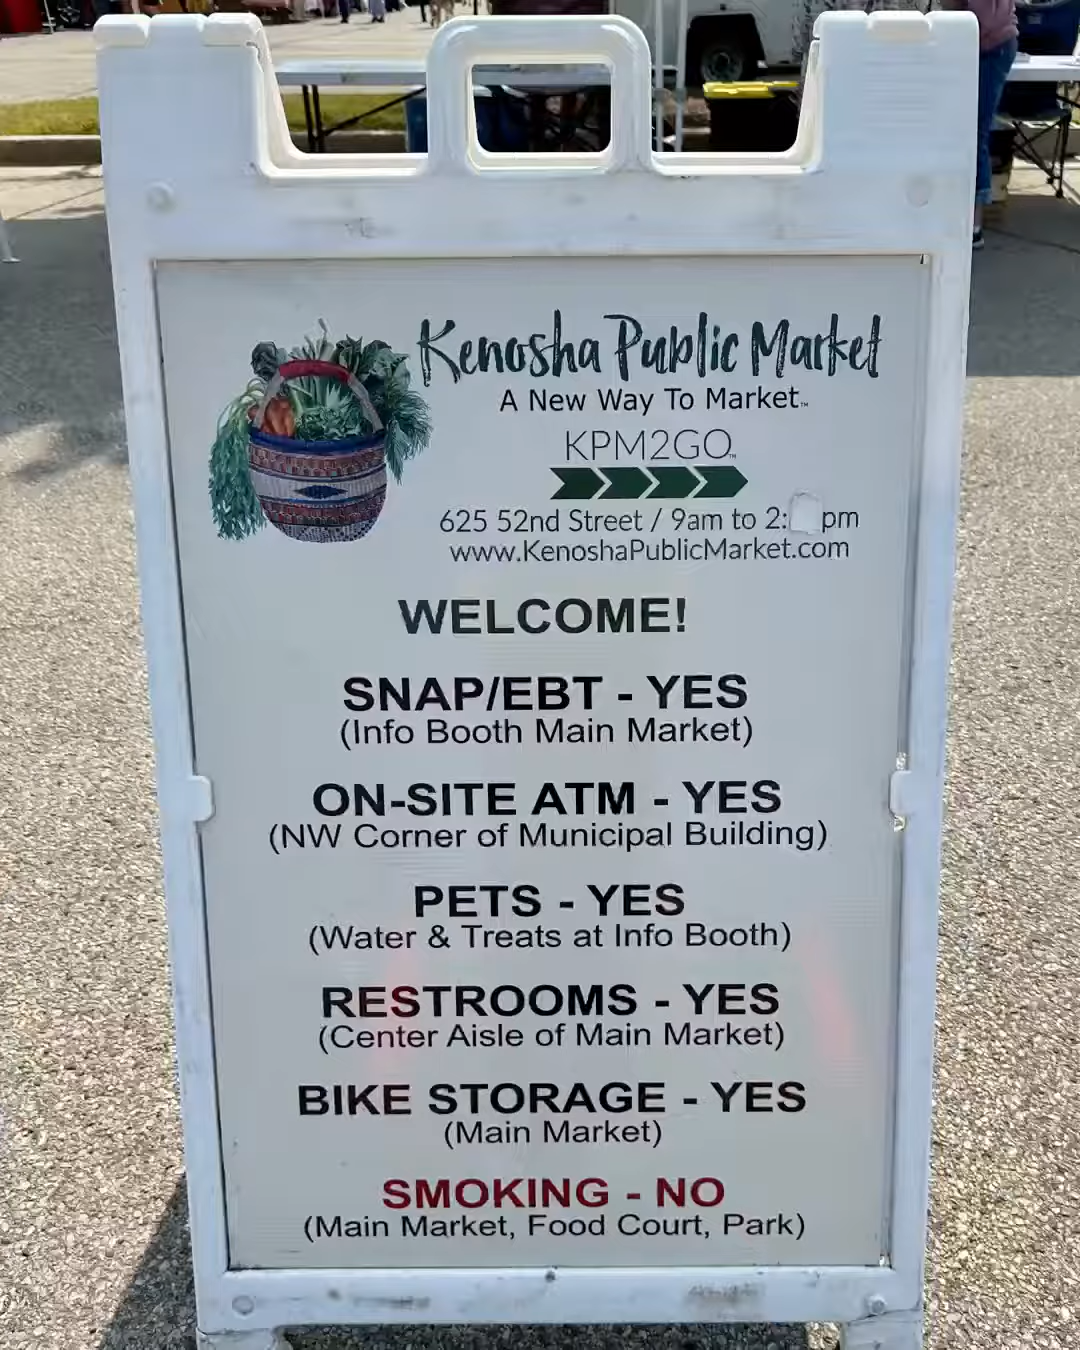 Kenosha Public Market
A New Way To Market™
KPM2GO™
625 52nd Street / 9am to 2: pm
www.KenoshaPublicMarket.com
WELCOME!
SNAP/EBT - YES
(Info Booth Main Market)
ON-SITE ATM - YES
(NW Corner of Municipal Building)
PETS - YES
(Water & Treats at Info Booth)
RESTROOMS - YES
(Center Aisle of Main Market)
BIKE STORAGE - YES
(Main Market)
SMOKING - NO
(Main Market, Food Court, Park)